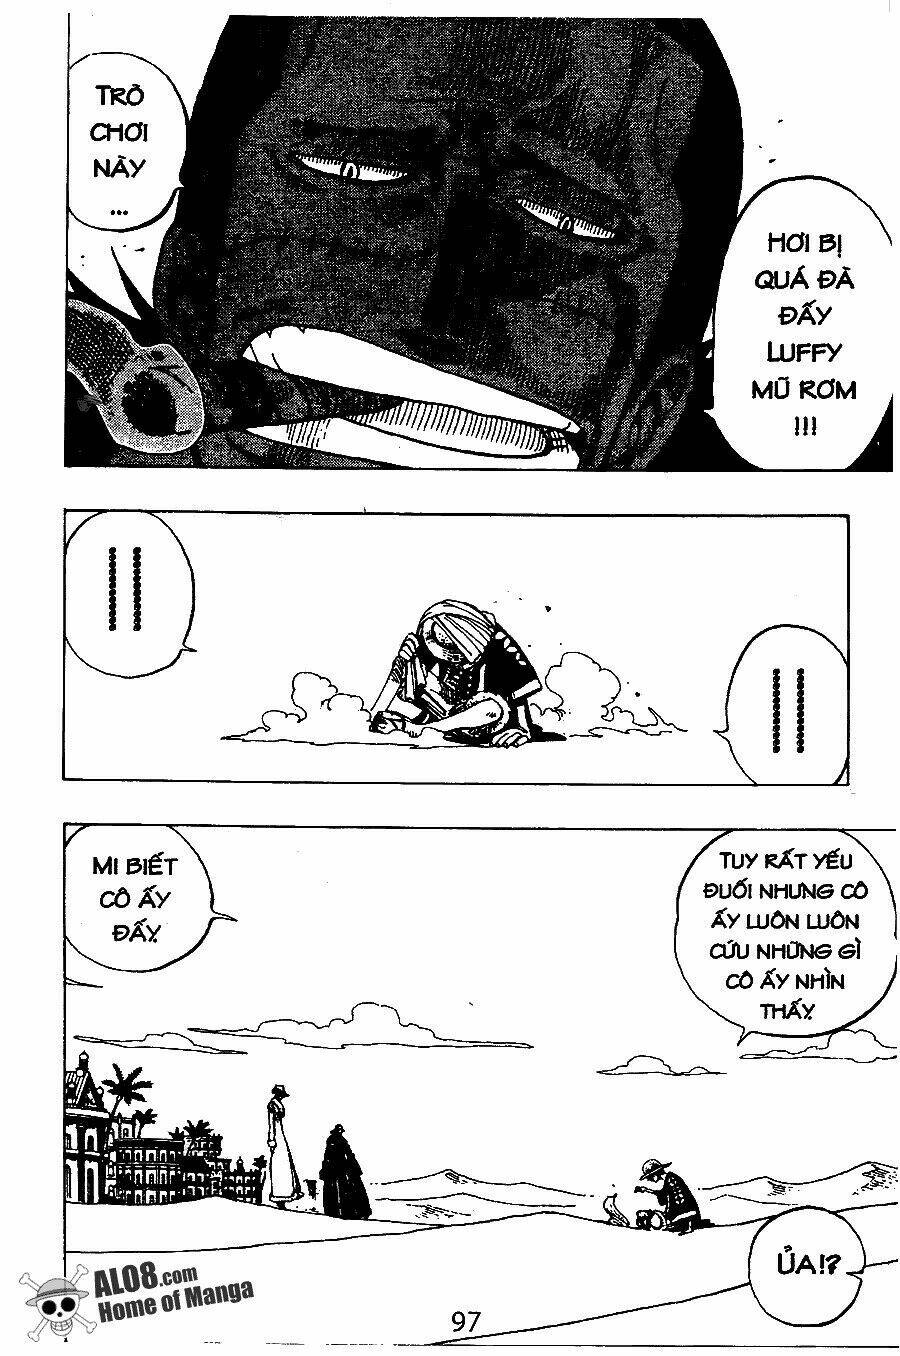 HƠI BỊ
QUÁ ĐÀ
ĐẤY
LUFFY
MŨ RƠM
!!!
TRÒ
CHƠI
NÀY
...
TUY RẤT YẾU
ĐUỐI NHƯNG CÔ
ẤY LUÔN LUÔN
CỨU NHỮNG GÌ
CÔ ẤY NHÌN
THẤY.
MI BIẾT
CÔ ẤY
ĐẤY.
ỦA!?
ALO8.com
Home of Manga
97